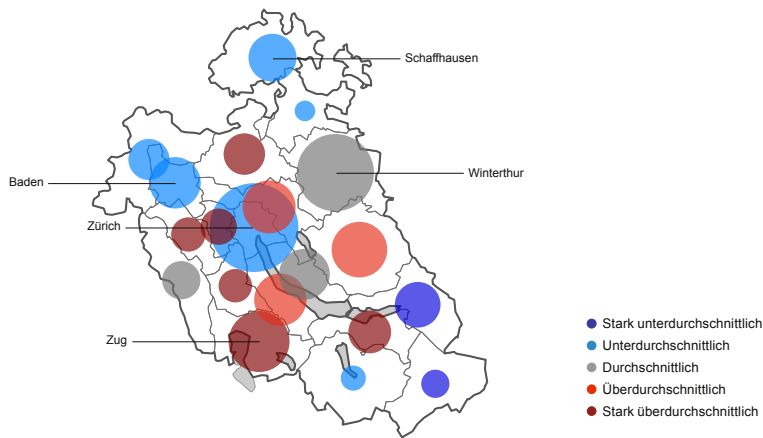 Schaffhausen
Winterthur
Baden
Zürich
Zug
Stark unterdurchschnittlich
Unterdurchschnittlich
Durchschnittlich
Überdurchschnittlich
Stark überdurchschnittlich